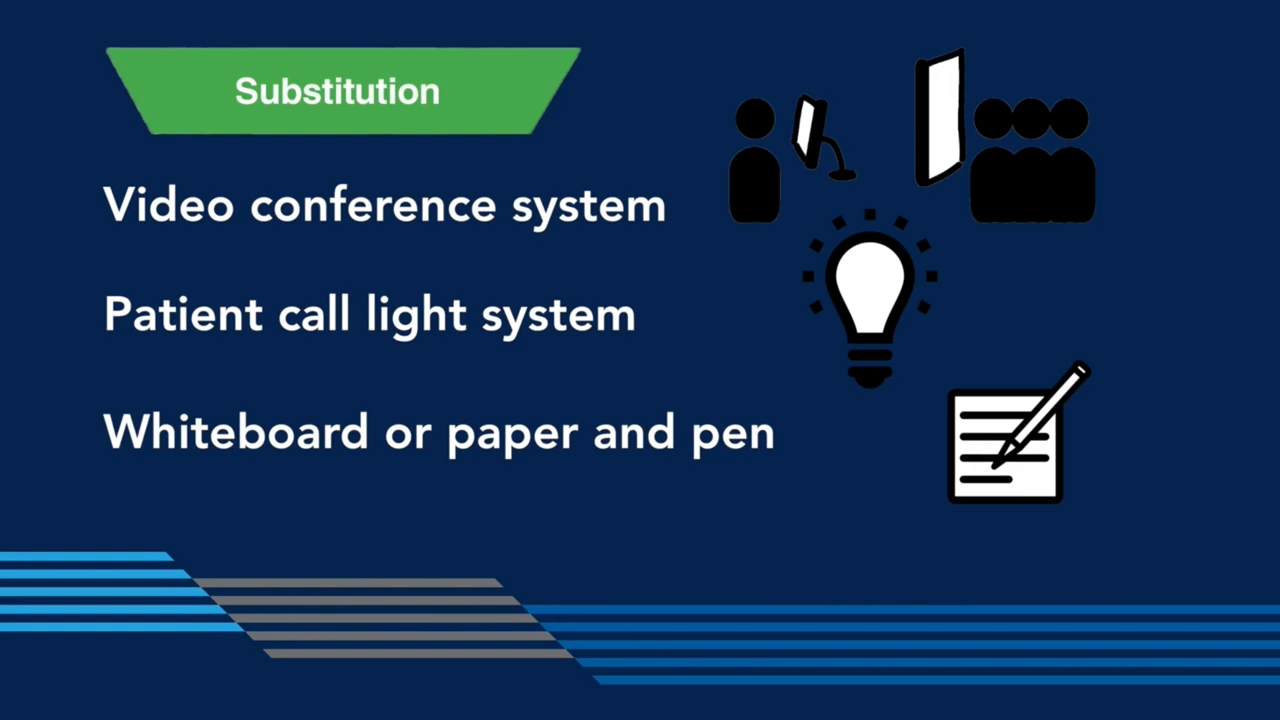 Substitution
Video conference system
Patient call light system
Whiteboard or paper and pen